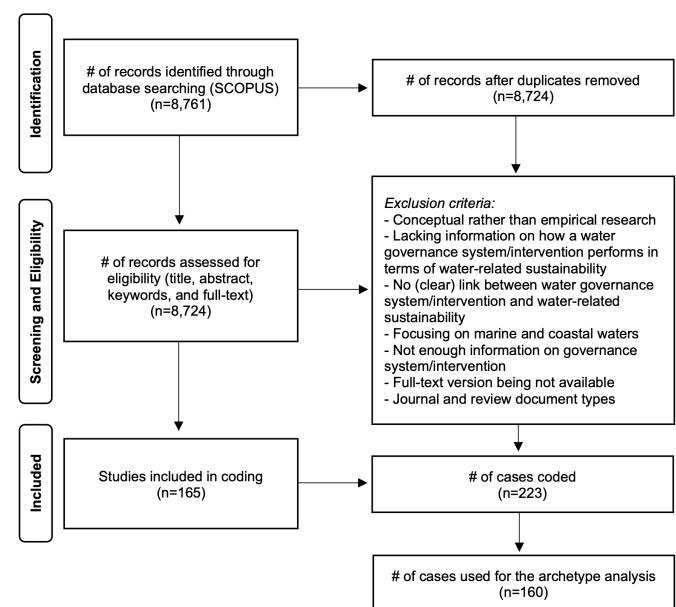 Identification
# of records identified through
database searching (SCOPUS)
(n=8,761)
# of records after duplicates removed
(n=8,724)
Screening and Eligibility
# of records assessed for
eligibility (title, abstract,
keywords, and full-text)
(n=8,724)
Exclusion criteria:
- Conceptual rather than empirical research
- Lacking information on how a water
governance system/intervention performs in
terms of water-related sustainability
- No (clear) link between water governance
system/intervention and water-related
sustainability
- Focusing on marine and coastal waters
- Not enough information on governance
system/intervention
- Full-text version being not available
- Journal and review document types
Included
Studies included in coding
(n=165)
# of cases coded
(n=223)
# of cases used for the archetype analysis
(n=160)